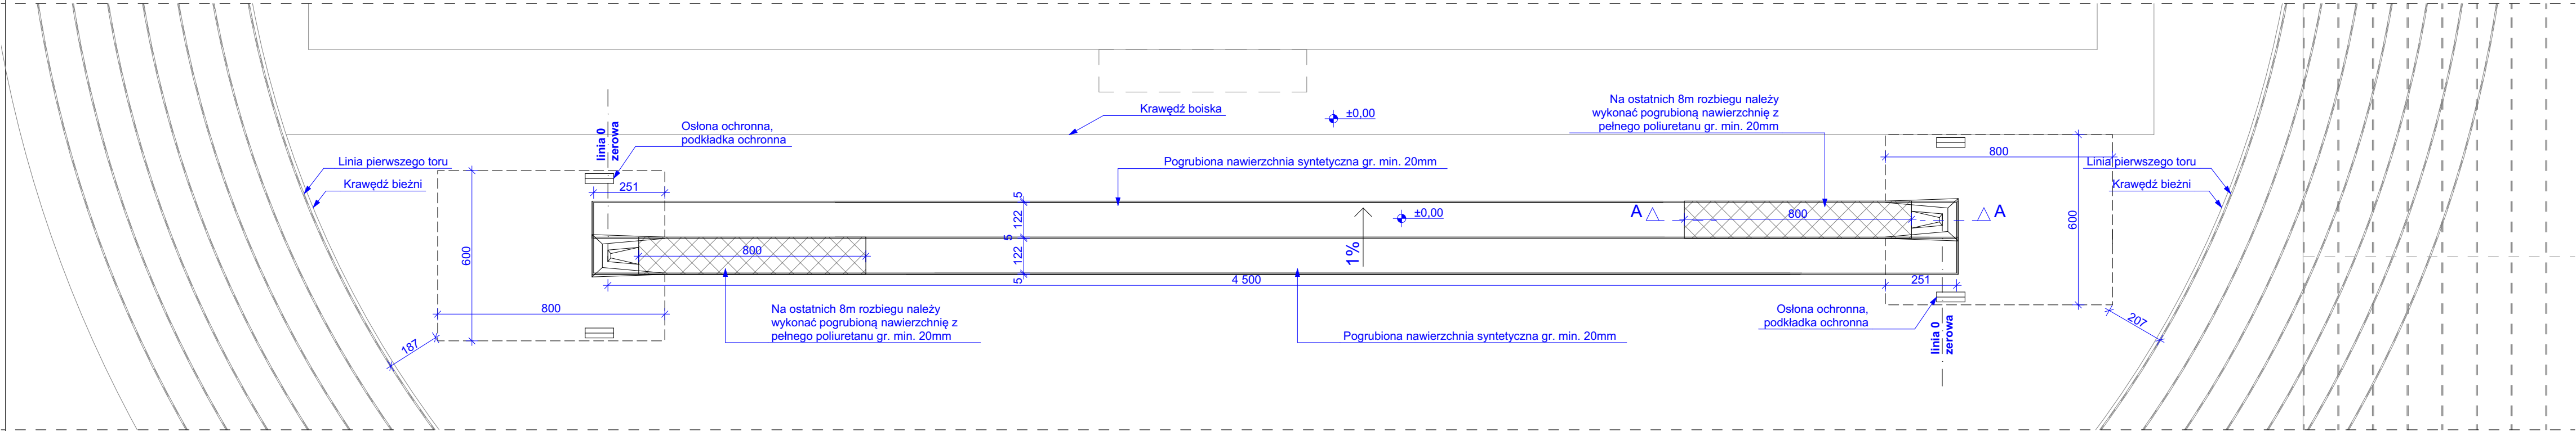 Krawędź boiska
±0,00
Na ostatnich 8m rozbiegu należy
wykonać pogrubioną nawierzchnię z
pełnego poliuretanu gr. min. 20mm
linia 0
zerowa
Osłona ochronna,
podkładka ochronna
Linia pierwszego toru
Krawędź bieżni
Pogrubiona nawierzchnia syntetyczna gr. min. 20mm
800
Linia pierwszego toru
Krawędź bieżni
251
5
122
5
122
5
±0,00
1%
A
800
A
600
600
800
4 500
251
800
187
Na ostatnich 8m rozbiegu należy
wykonać pogrubioną nawierzchnię z
pełnego poliuretanu gr. min. 20mm
Pogrubiona nawierzchnia syntetyczna gr. min. 20mm
Osłona ochronna,
podkładka ochronna
linia 0
zerowa
207